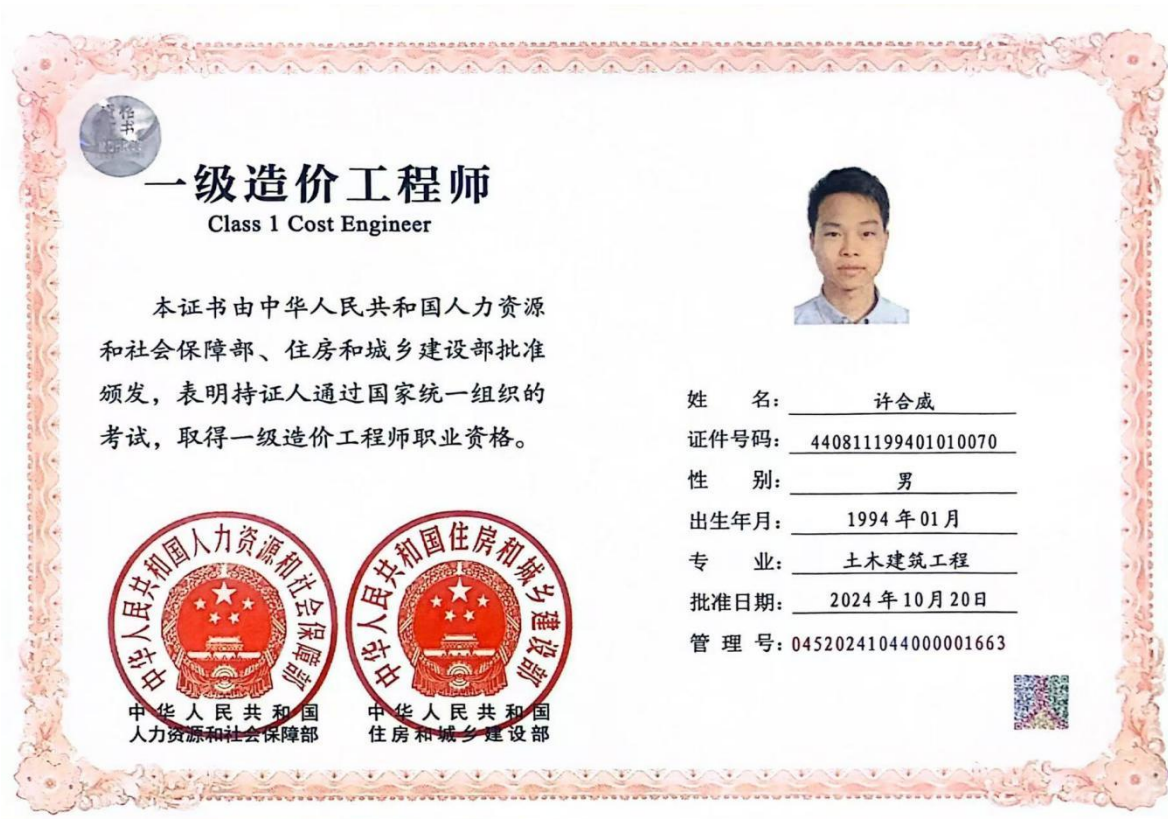 一级造价工程师
Class 1 Cost Engineer
本证书由中华人民共和国人力资源
和社会保障部、住房和城乡建设部批准
颁发，表明持证人通过国家统一组织的
考试，取得一级造价工程师职业资格。
中华人民共和国人力资源和社会保障部
中华人民共和国住房和城乡建设部
中华人民共和国
人力资源和社会保障部
中华人民共和国
住房和城乡建设部
姓名：许合威
证件号码：440811199401010070
性别：男
出生年月：1994年01月
专业：土木建筑工程
批准日期：2024年10月20日
管理号：04520241044000001663